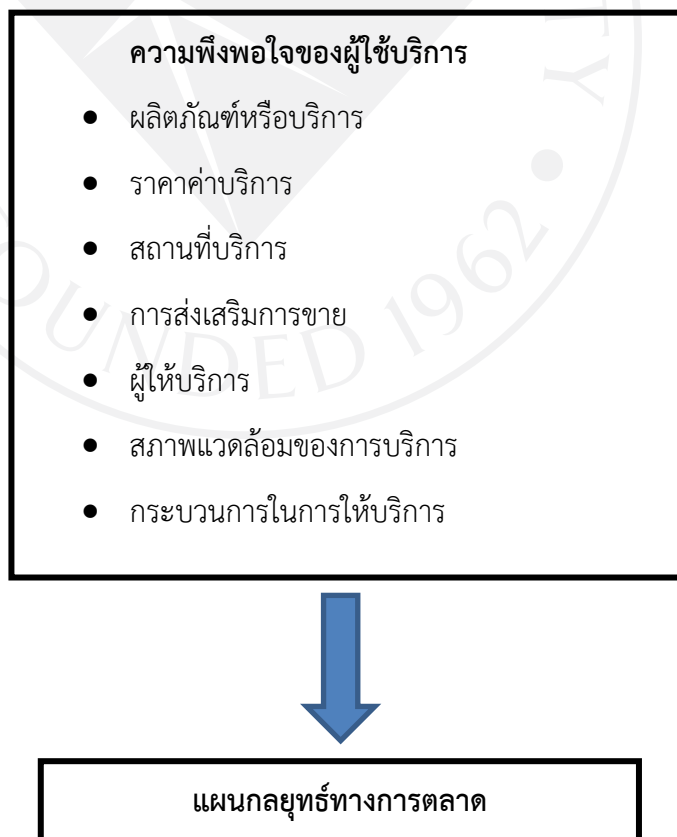 ความพึงพอใจของผู้ใช้บริการ
● ผลิตภัณฑ์หรือบริการ
● ราคาค่าบริการ
● สถานที่บริการ
● การส่งเสริมการขาย
● ผู้ให้บริการ
● สภาพแวดล้อมของการบริการ
● กระบวนการในการให้บริการ
แผนกลยุทธ์ทางการตลาด
TY • 1962